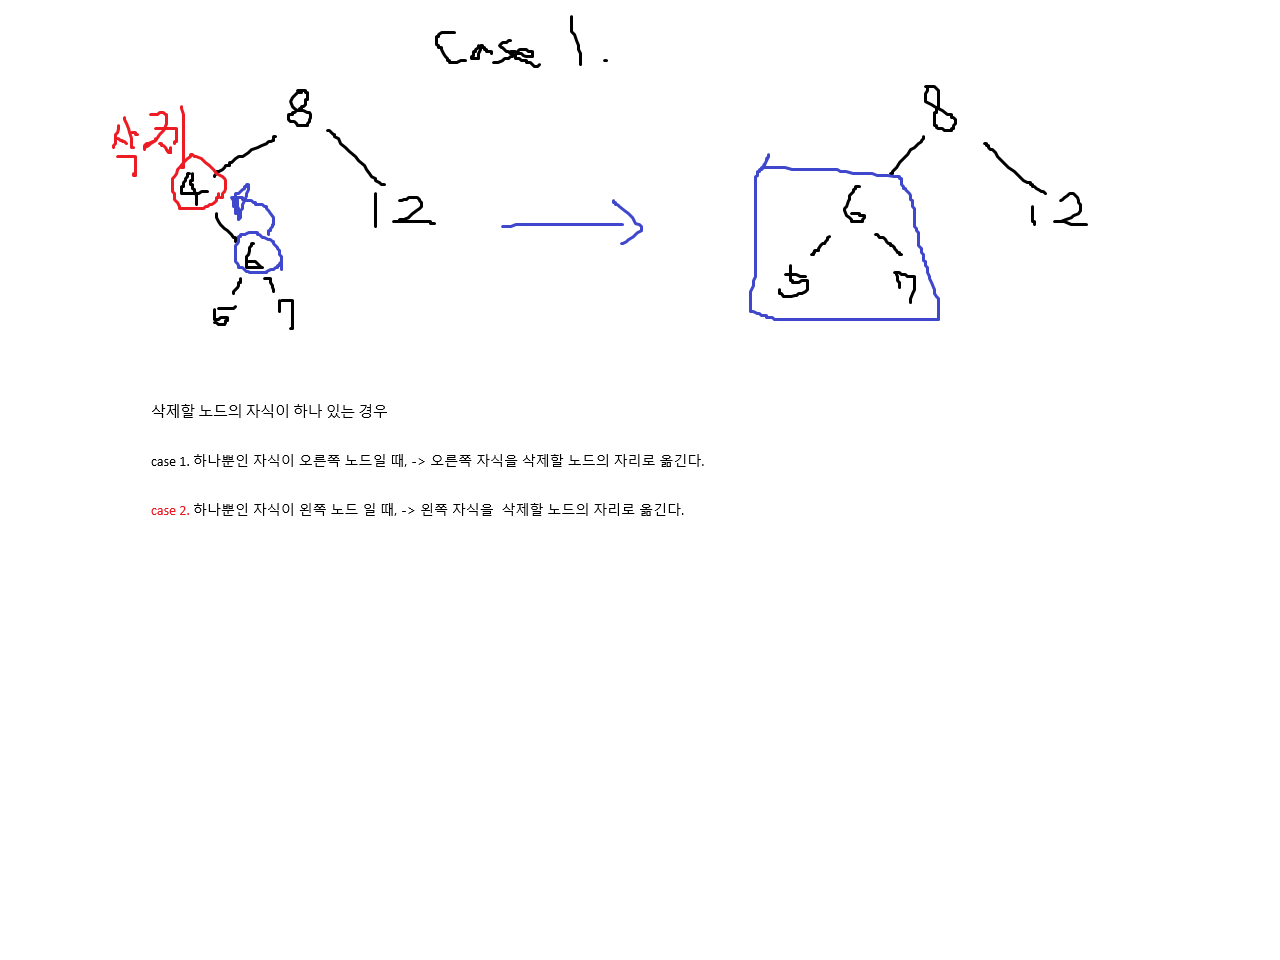 case 1.
8
8
삭제
4
12
6
12
6
5
7
5
7
삭제할 노드의 자식이 하나 있는 경우
case 1. 하나뿐인 자식이 오른쪽 노드일 때, -> 오른쪽 자식을 삭제할 노드의 자리로 옮긴다.
case 2. 하나뿐인 자식이 왼쪽 노드 일 때, -> 왼쪽 자식을  삭제할 노드의 자리로 옮긴다.